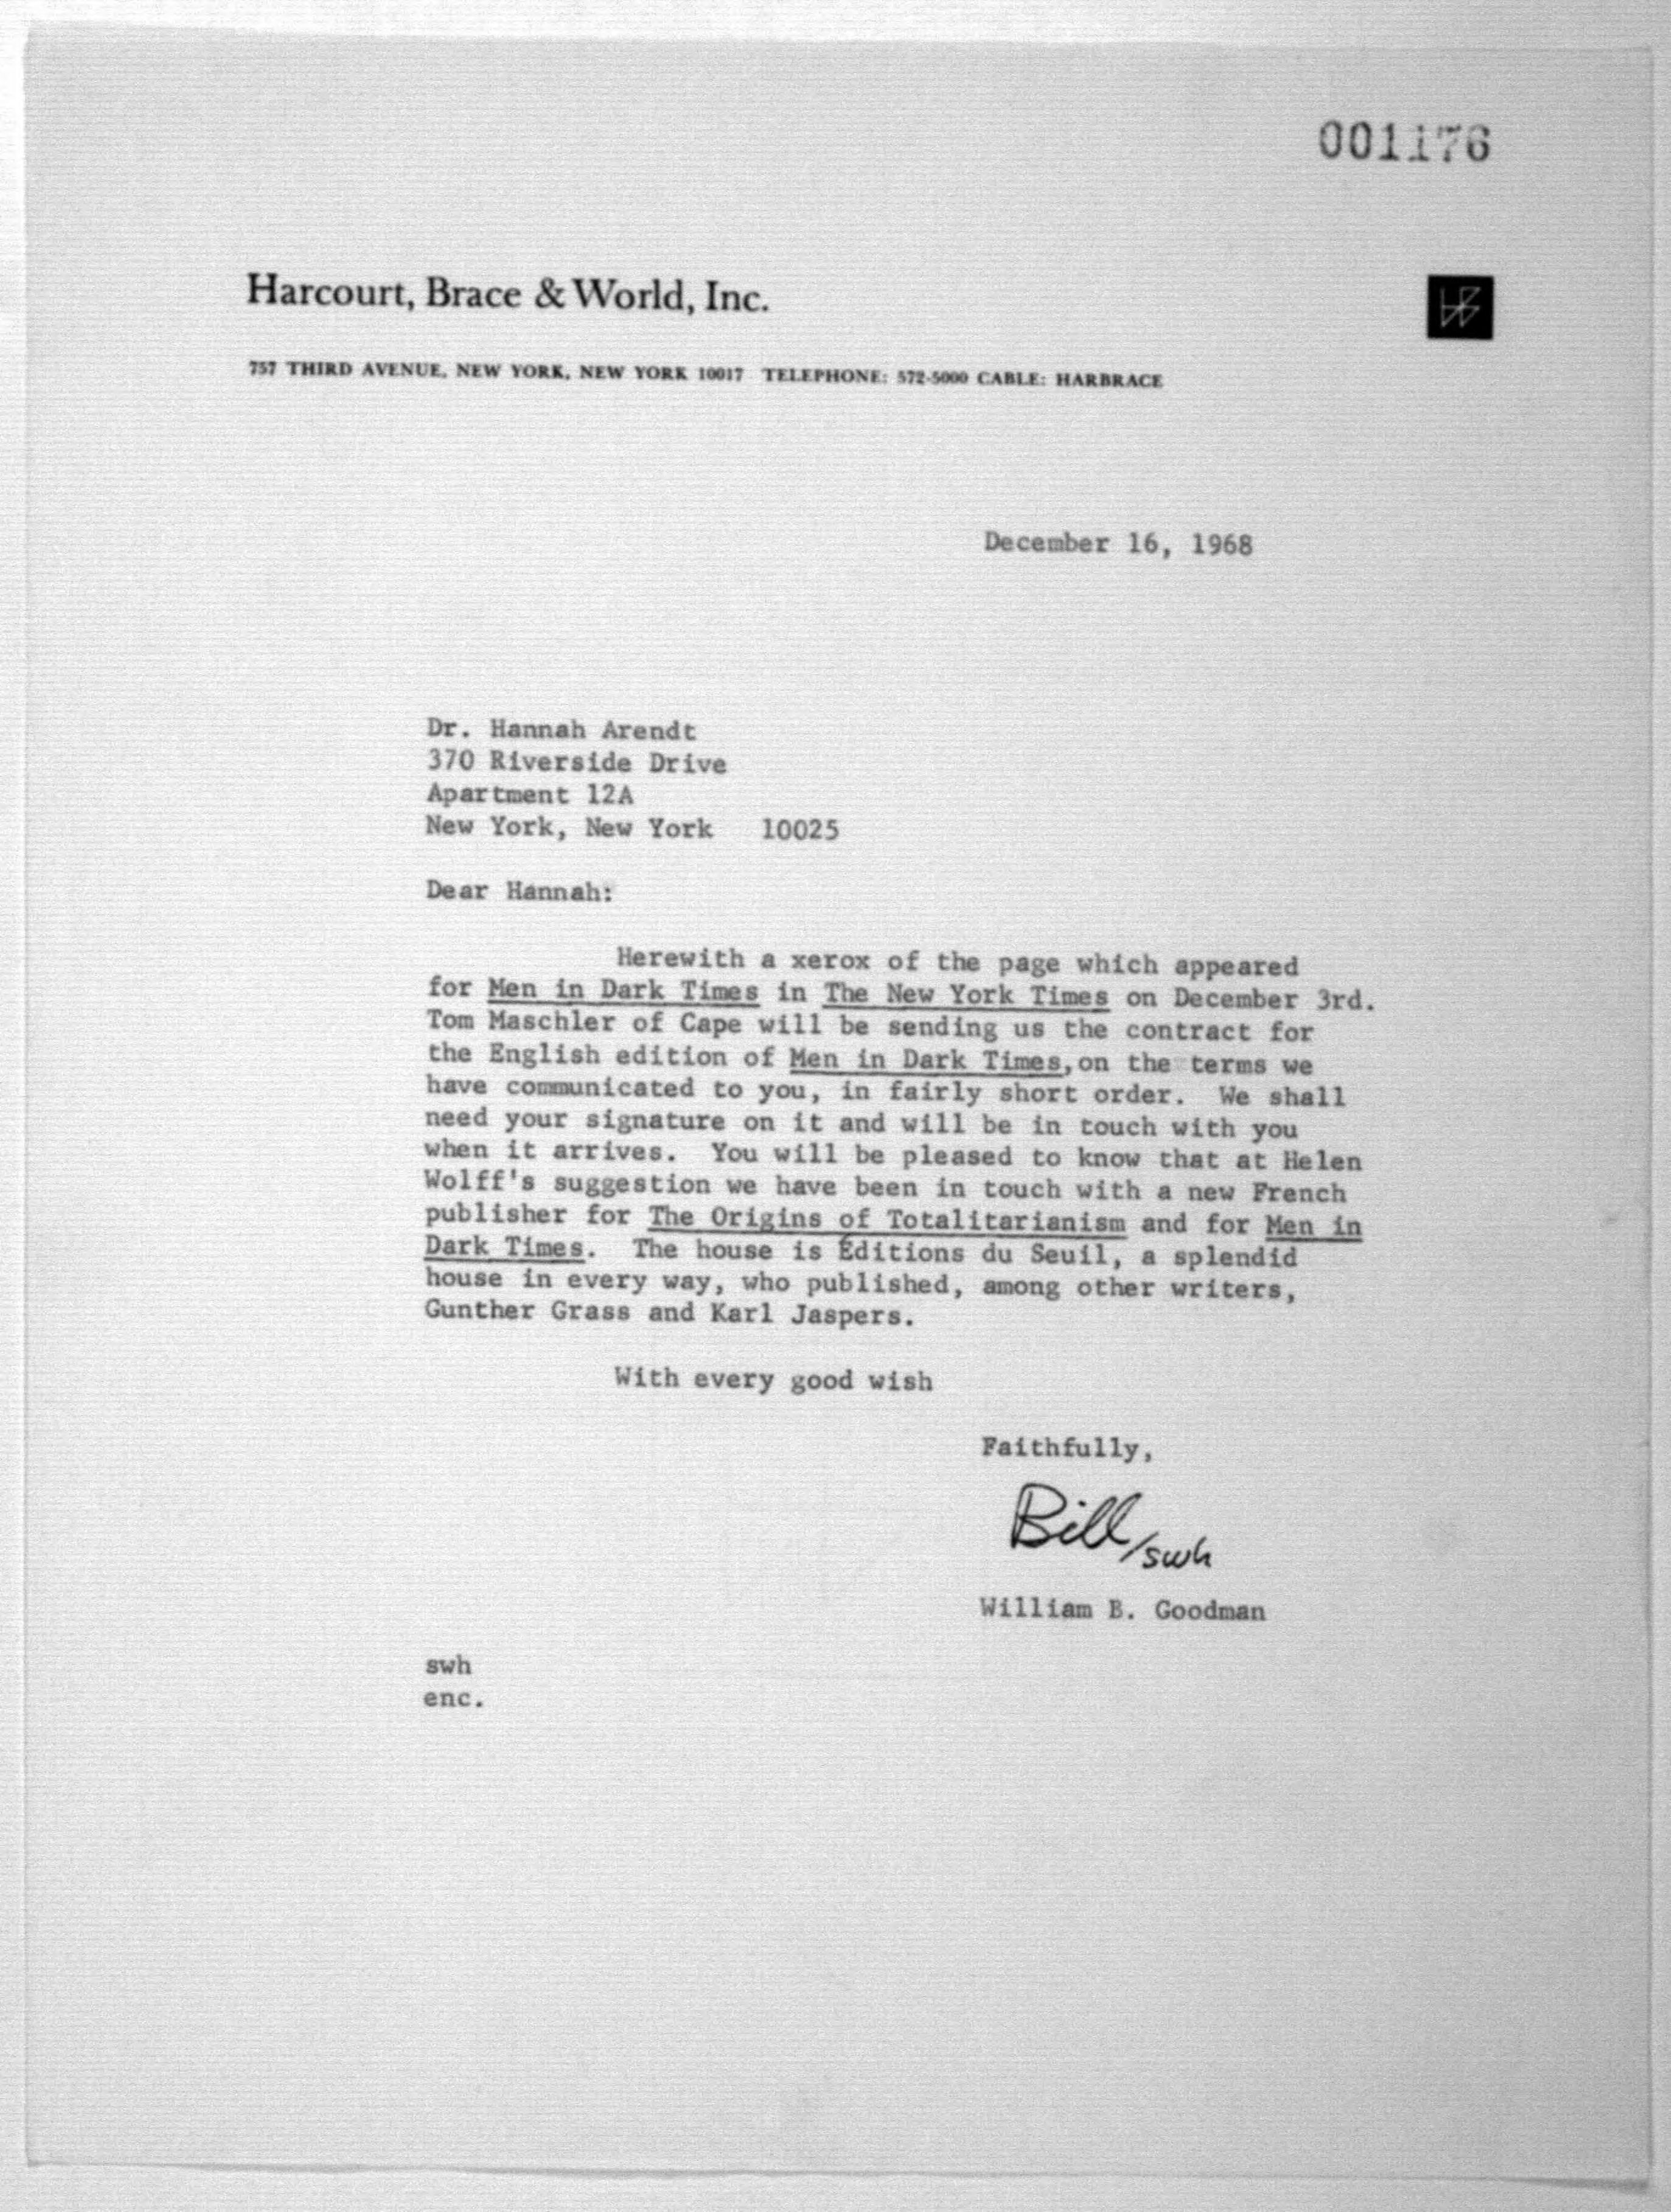 001176
Harcourt, Brace & World, Inc.
757 THIRD AVENUE, NEW YORK, NEW YORK 10017 TELEPHONE: 572-5000 CABLE: HARBRACE
December 16, 1968
Dr. Hannah Arendt
370 Riverside Drive
Apartment 12A
New York, New York 10025
Dear Hannah:
Herewith a xerox of the page which appeared
for Men in Dark Times in The New York Times on December 3rd.
Tom Maschler of Cape will be sending us the contract for
the English edition of Men in Dark Times, on the terms we
have communicated to you, in fairly short order. We shall
need your signature on it and will be in touch with you
when it arrives. You will be pleased to know that at Helen
Wolff's suggestion we have been in touch with a new French
publisher for The Origins of Totalitarianism and for Men in
Dark Times. The house is Éditions du Seuil, a splendid
house in every way, who published, among other writers,
Gunther Grass and Karl Jaspers.
With every good wish
Faithfully,
Bill/swh
William B. Goodman
swh
enc.